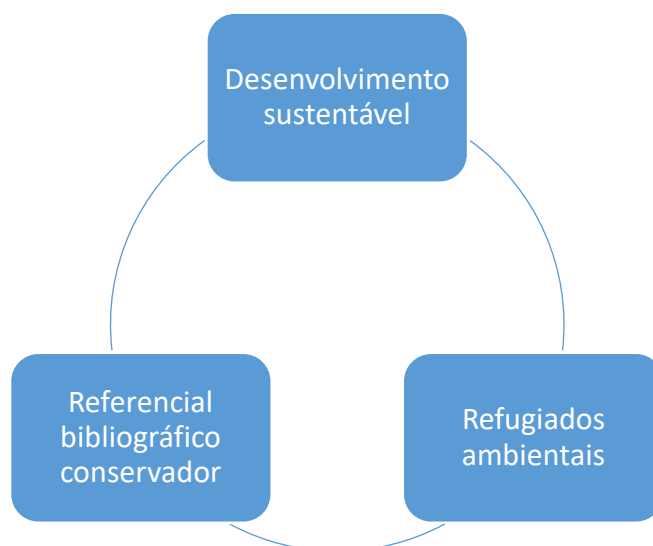 Desenvolvimento
sustentável
Referencial
bibliográfico
conservador
Refugiados
ambientais